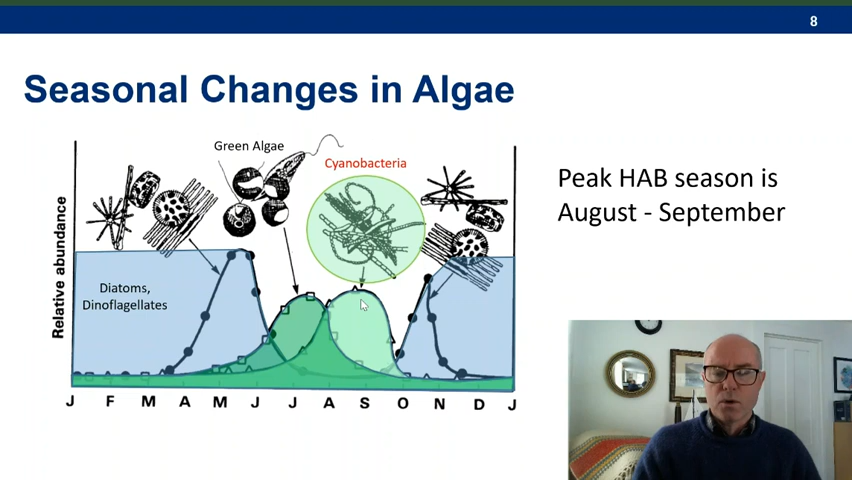 8
Seasonal Changes in Algae
Green Algae
Cyanobacteria
Peak HAB season is
August - September
Relative abundance
Diatoms,
Dinoflagellates
J F M A M J J A S O N D J